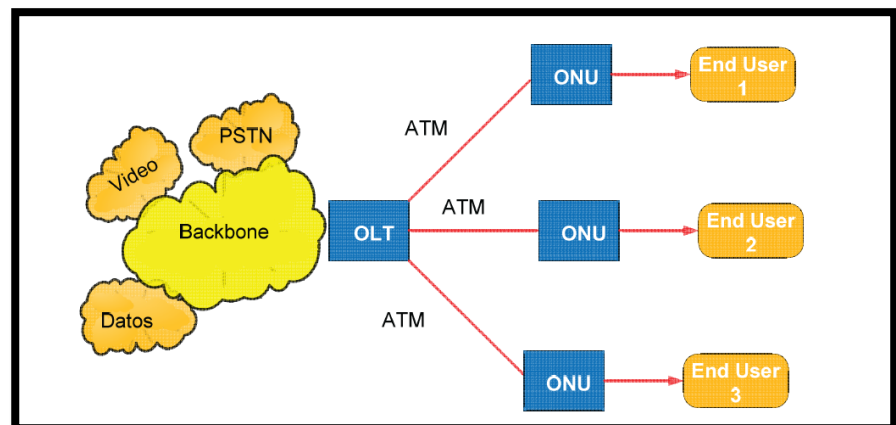 PSTN
Video
Backbone
Datos
OLT
ATM
ATM
ATM
ONU
End User
1
ONU
End User
2
ONU
End User
3